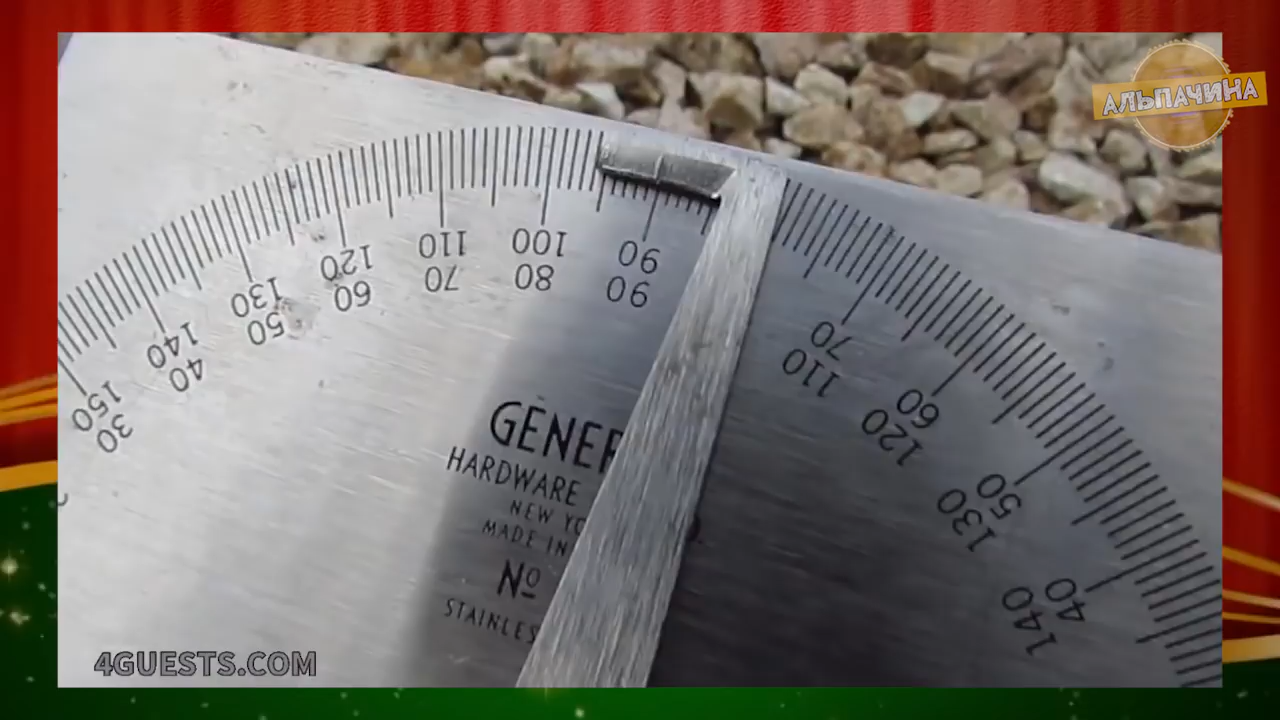 АЛЬПАЧИНА
150 140 130 120 110 100 90 70 60 50 40
30 40 50 60 70 80 90 110 120 130 140
GENER
HARDWARE
NEW YO
MADE IN
Nº
STAINLES
4GUESTS.COM